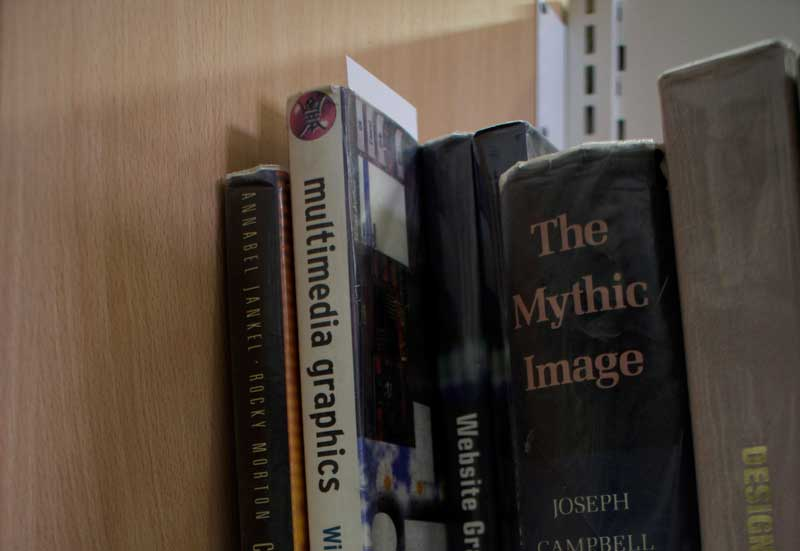 ANNABEL JANKEL · ROCKY MORTON
multimedia graphics
Website
The
Mythic
Image
JOSEPH
CAMPBELL
DESIGN